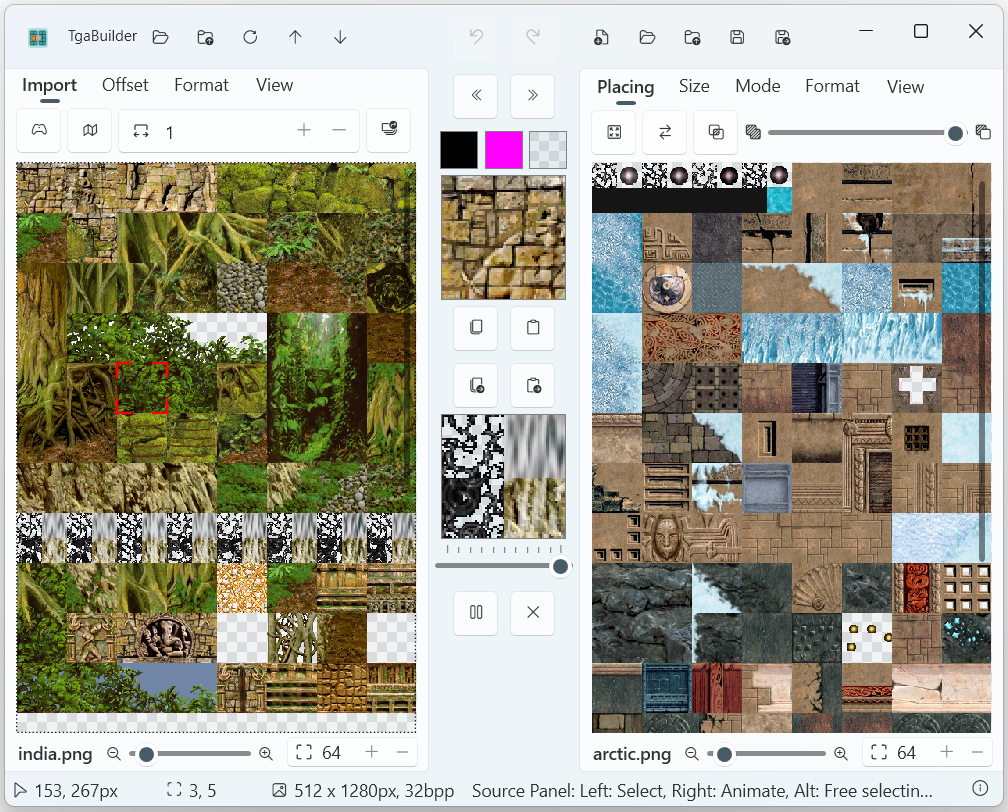 TgaBuilder
Import Offset Format View
Placing Size Mode Format View
1
india.png
64
arctic.png
64
153, 267px
3, 5
512 x 1280px, 32bpp
Source Panel: Left: Select, Right: Animate, Alt: Free selectin...